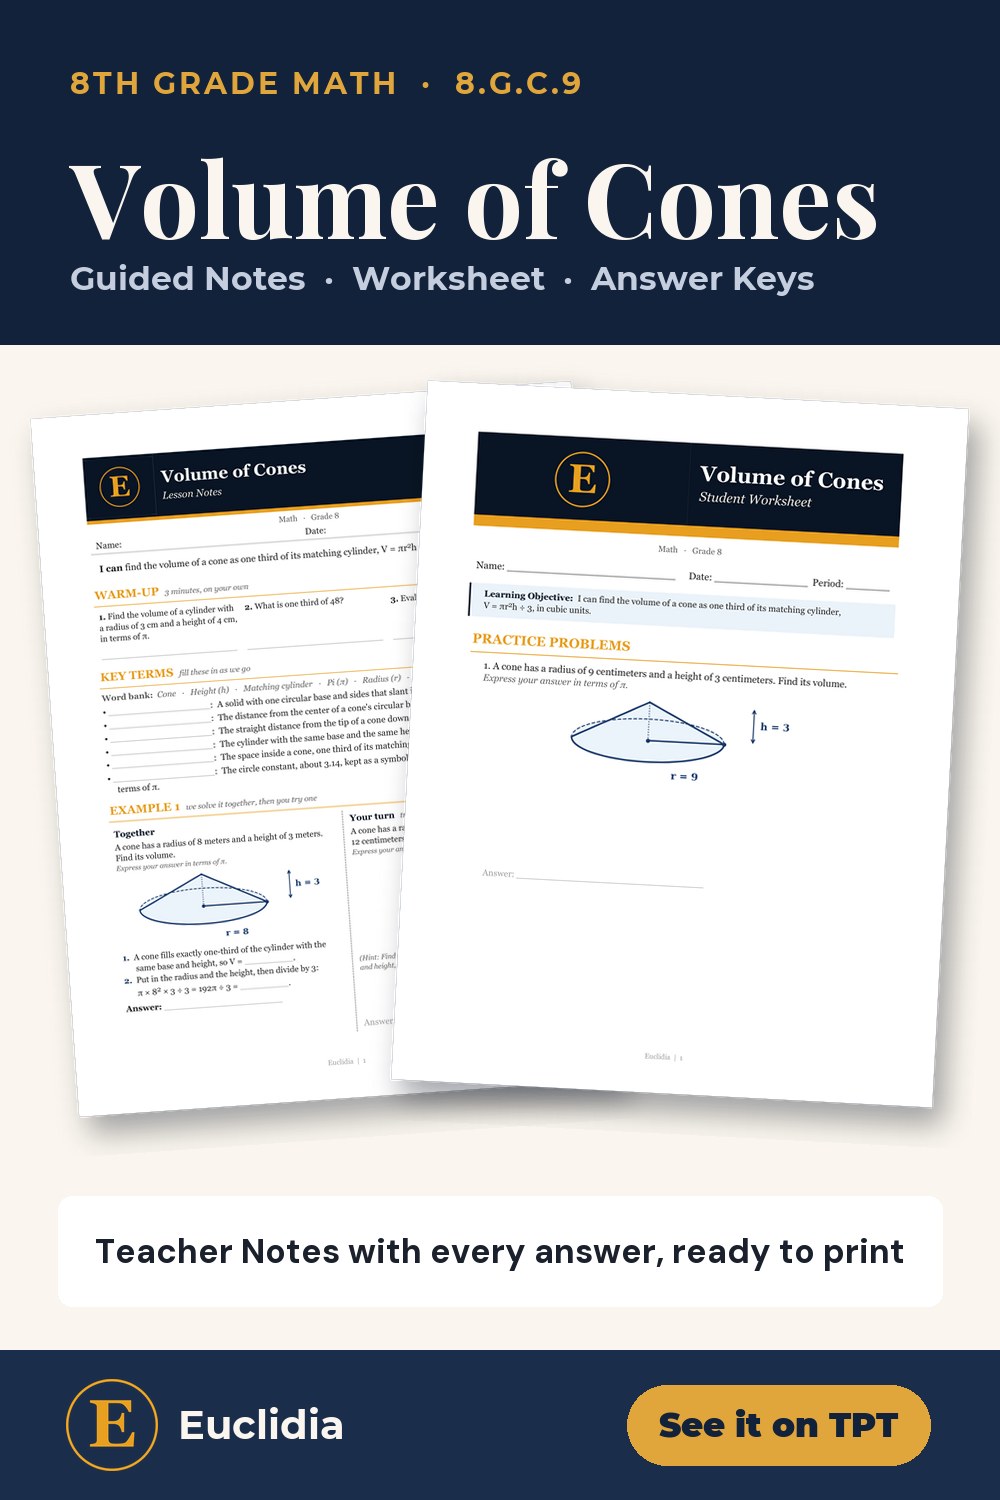 8TH GRADE MATH · 8.G.C.9
Volume of Cones
Guided Notes · Worksheet · Answer Keys
E
Volume of Cones
Lesson Notes
Math · Grade 8
Name:
Date:
I can find the volume of a cone as one third of its matching cylinder, V = πr²h
WARM-UP 3 minutes, on your own
1. Find the volume of a cylinder with
a radius of 3 cm and a height of 4 cm,
in terms of π.
2. What is one third of 48?
3.
KEY TERMS fill these in as we go
Word bank: Cone · Height (h) · Matching cylinder · Pi (π) · Radius (r) ·
• : A solid with one circular base and sides that slant
• : The distance from the center of a cone's circular
• : The straight distance from the tip of a cone down
• : The cylinder with the same base and the same
• : The space inside a cone, one third of its matching
• : The circle constant, about 3.14, kept as a symbol
terms of π.
EXAMPLE 1 we solve it together, then you try one
Together
A cone has a radius of 8 meters and a height of 3 meters.
Find its volume.
Express your answer in terms of π.
h = 3
r = 8
1. A cone fills exactly one-third of the cylinder with the
same base and height, so V = .
2. Put in the radius and the height, then divide by 3:
π × 8² × 3 ÷ 3 = 192π ÷ 3 = .
Answer:
Your turn
A cone has a
12 centimeters
Express your
(Hint: Find
and height,
Answer
Euclidia | 1
E
Volume of Cones
Student Worksheet
Math · Grade 8
Name: Date: Period:
Learning Objective: I can find the volume of a cone as one third of its matching cylinder,
V = πr²h ÷ 3, in cubic units.
PRACTICE PROBLEMS
1. A cone has a radius of 9 centimeters and a height of 3 centimeters. Find its volume.
Express your answer in terms of π.
h = 3
r = 9
Answer:
Euclidia | 1
Teacher Notes with every answer, ready to print
E
Euclidia
See it on TPT